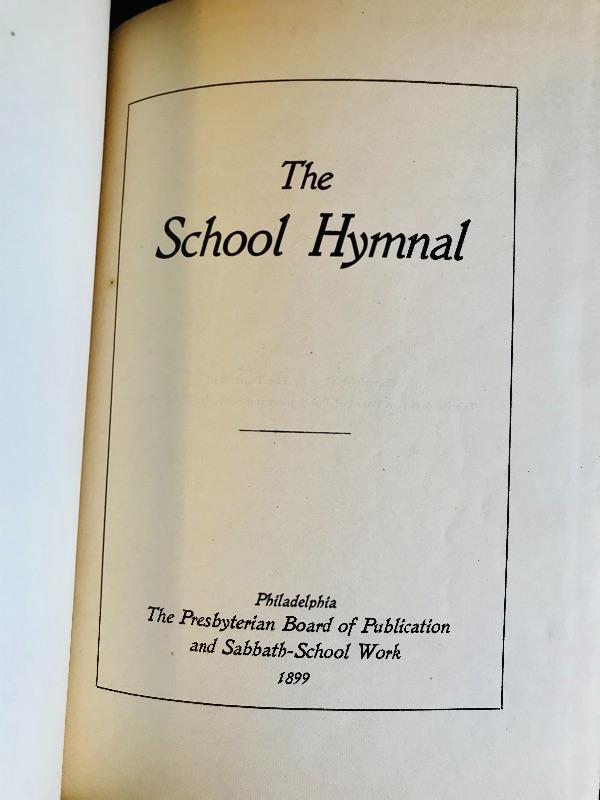 The
School Hymnal
Philadelphia
The Presbyterian Board of Publication
and Sabbath-School Work
1899